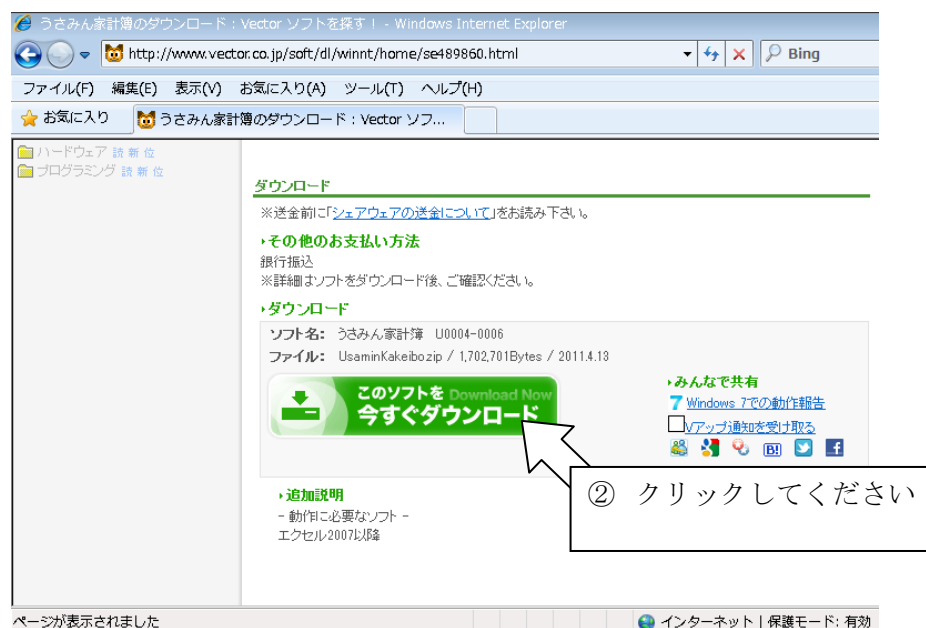 うさみん家計簿のダウンロード : Vector ソフトを探す! - Windows Internet Explorer
http://www.vector.co.jp/soft/dl/winnt/home/se489860.html
Bing
ファイル(F) 編集(E) 表示(V) お気に入り(A) ツール(T) ヘルプ(H)
お気に入り うさみん家計簿のダウンロード : Vector ソフ...
ハードウェア 読 新 位
プログラミング 読 新 位
ダウンロード
※送金前に「シェアウェアの送金について」をお読み下さい。
その他のお支払い方法
銀行振込
※詳細はソフトをダウンロード後、ご確認ください。
ダウンロード
ソフト名: うさみん家計簿 U0004-0006
ファイル: UsaminKakeibo.zip / 1,702,701Bytes / 2011.4.13
このソフトを Download Now
今すぐダウンロード
みんなで共有
7 Windows 7での動作報告
Vアップ通知を受け取る
B!
f
② クリックしてください
追加説明
- 動作に必要なソフト -
エクセル2007以降
ページが表示されました
インターネット | 保護モード: 有効